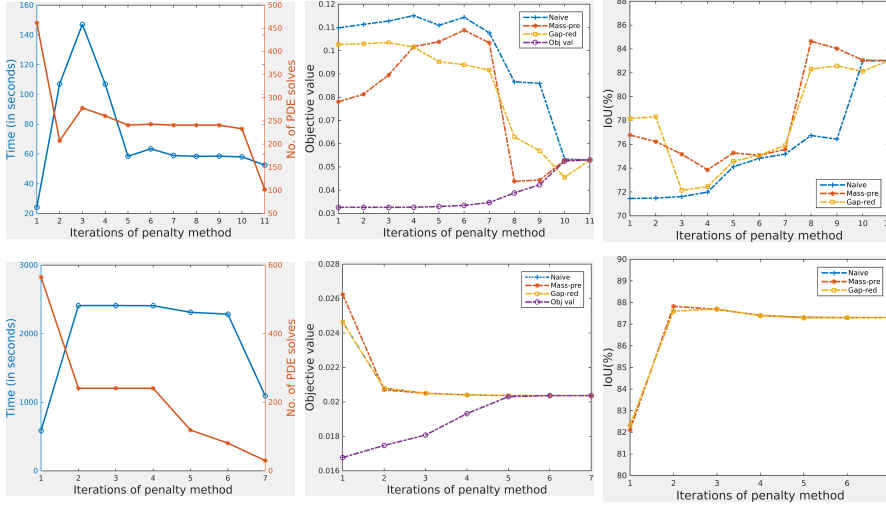 160
140
120
100
80
60
40
20
Time (in seconds)
500
450
400
350
300
250
200
150
100
50
No. of PDE solves
1 2 3 4 5 6 7 8 9 10 11
Iterations of penalty method
0.12
0.11
0.1
0.09
0.08
0.07
0.06
0.05
0.04
0.03
Objective value
Naive
Mass-pre
Gap-red
Obj val
1 2 3 4 5 6 7 8 9 10 11
Iterations of penalty method
88
86
84
82
80
78
76
74
72
70
IoU(%)
Naive
Mass-pre
Gap-red
1 2 3 4 5 6 7 8 9 10
Iterations of penalty method
3000
2000
1000
0
Time (in seconds)
600
400
200
0
No. of PDE solves
1 2 3 4 5 6 7
Iterations of penalty method
0.028
0.026
0.024
0.022
0.02
0.018
0.016
Objective value
Naive
Mass-pre
Gap-red
Obj val
1 2 3 4 5 6 7
Iterations of penalty method
90
89
88
87
86
85
84
83
82
81
80
IoU(%)
Naive
Mass-pre
Gap-red
1 2 3 4 5 6
Iterations of penalty method